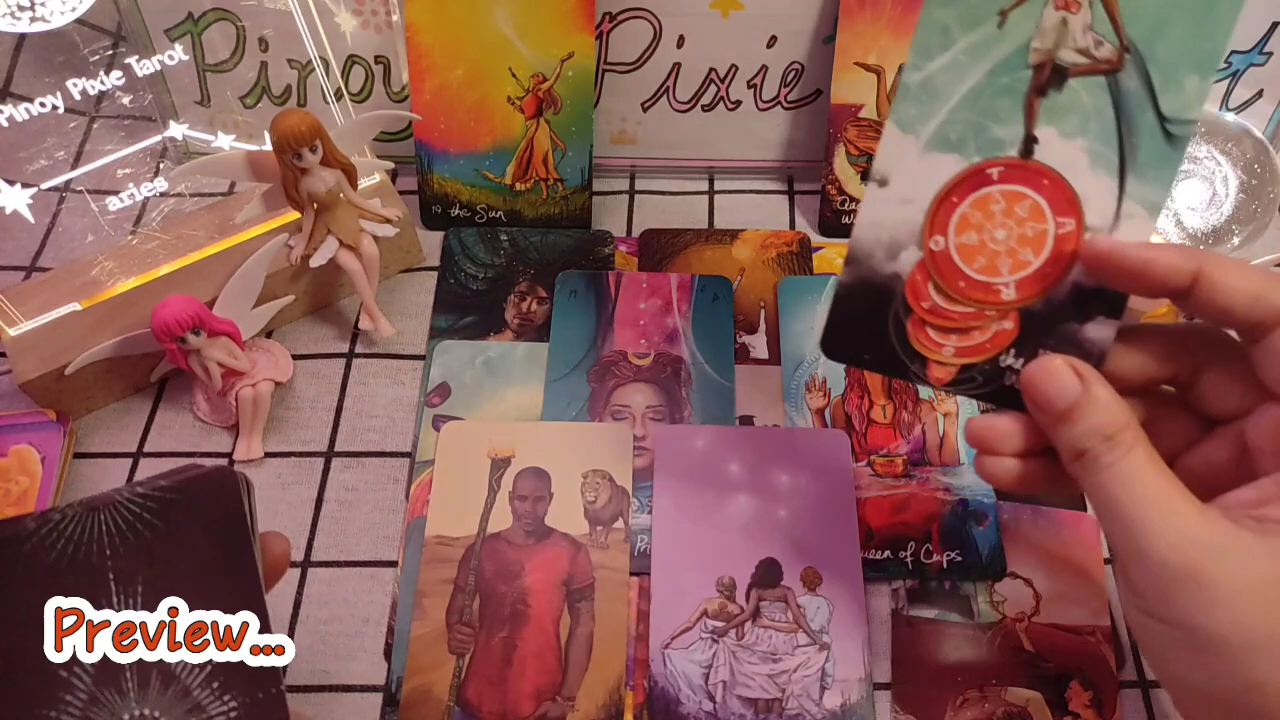 Pinoy Pixie Tarot
aries
Pinoy
Pixie
t
19 the Sun
T
A
R
O
Queen of Cups
Preview...